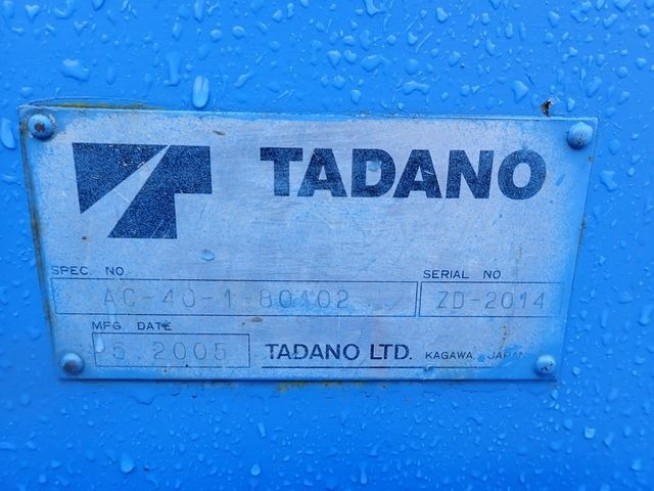 TADANO
SPEC. NO.
AC-40-1-80102
SERIAL NO
ZD-2014
MFG. DATE
5.2005
TADANO LTD. KAGAWA, JAPAN